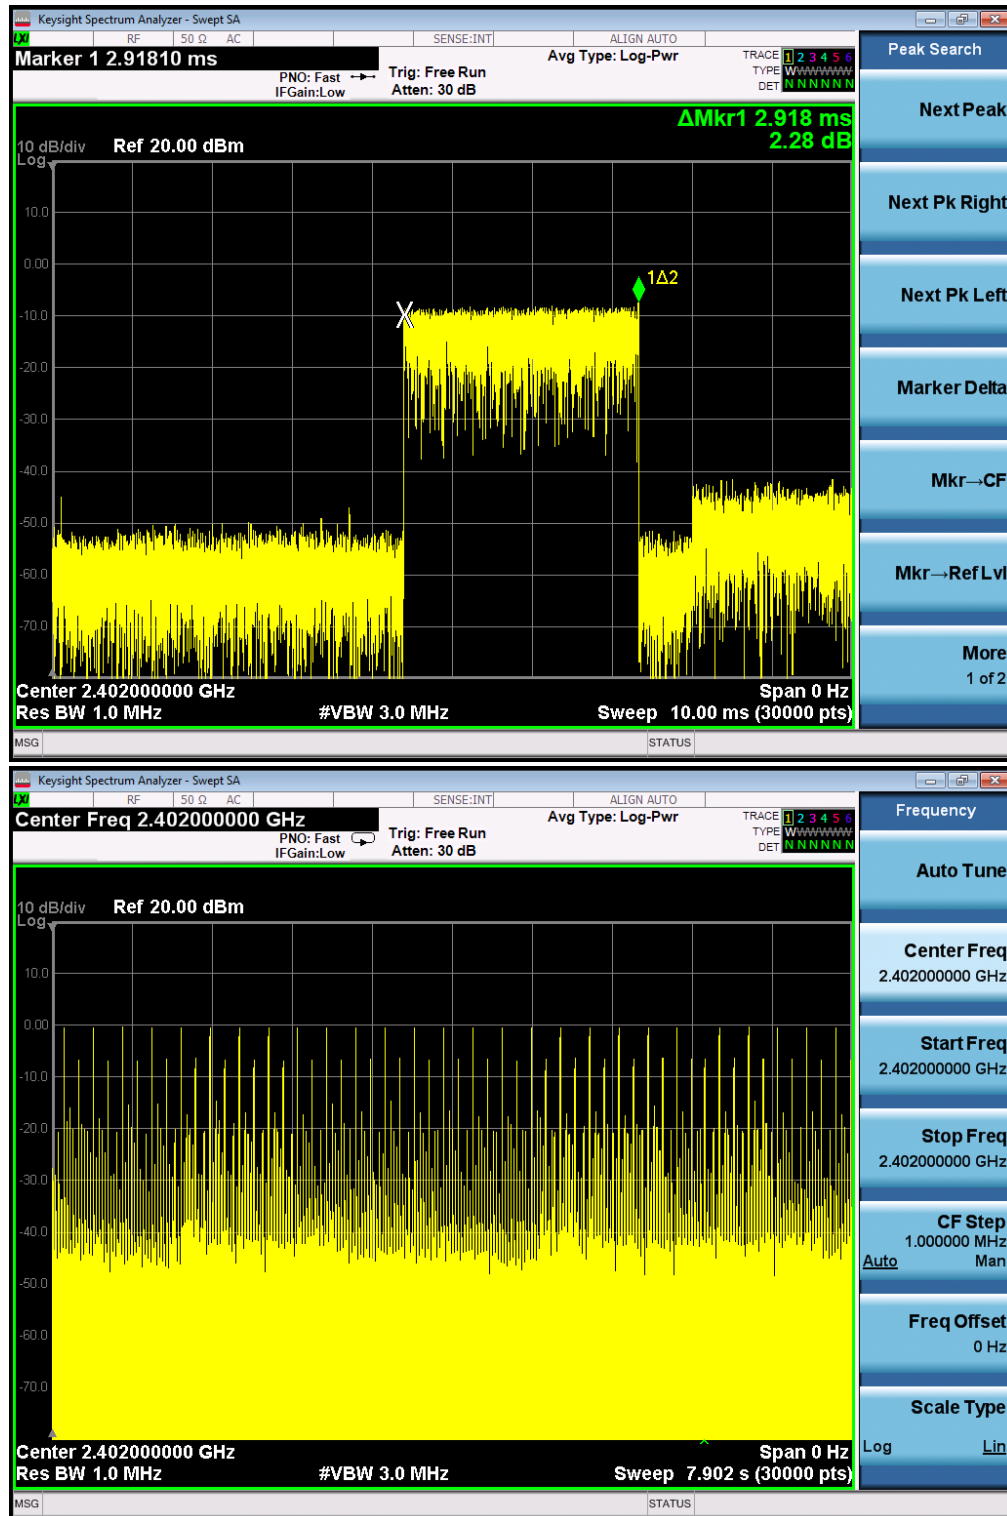 Keysight Spectrum Analyzer - Swept SA
LXI RF 50 Ω AC SENSE:INT ALIGN AUTO
Marker 1 2.91810 ms
PNO: Fast
IFGain:Low
Trig: Free Run
Atten: 30 dB
Avg Type: Log-Pwr
TRACE 1 2 3 4 5 6
TYPE WWWWWW
DET N N N N N N
ΔMkr1 2.918 ms
2.28 dB
10 dB/div Ref 20.00 dBm
Log
10.0
0.00
-10.0
-20.0
-30.0
-40.0
-50.0
-60.0
-70.0
X
1Δ2
Center 2.402000000 GHz Span 0 Hz
Res BW 1.0 MHz #VBW 3.0 MHz Sweep 10.00 ms (30000 pts)
MSG STATUS
Peak Search
Next Peak
Next Pk Right
Next Pk Left
Marker Delta
Mkr→CF
Mkr→Ref Lvl
More
1 of 2
Keysight Spectrum Analyzer - Swept SA
LXI RF 50 Ω AC SENSE:INT ALIGN AUTO
Center Freq 2.402000000 GHz
PNO: Fast
IFGain:Low
Trig: Free Run
Atten: 30 dB
Avg Type: Log-Pwr
TRACE 1 2 3 4 5 6
TYPE WWWWWW
DET N N N N N N
10 dB/div Ref 20.00 dBm
Log
10.0
0.00
-10.0
-20.0
-30.0
-40.0
-50.0
-60.0
-70.0
Center 2.402000000 GHz Span 0 Hz
Res BW 1.0 MHz #VBW 3.0 MHz Sweep 7.902 s (30000 pts)
MSG STATUS
Frequency
Auto Tune
Center Freq
2.402000000 GHz
Start Freq
2.402000000 GHz
Stop Freq
2.402000000 GHz
CF Step
1.000000 MHz
Auto Man
Freq Offset
0 Hz
Scale Type
Log Lin